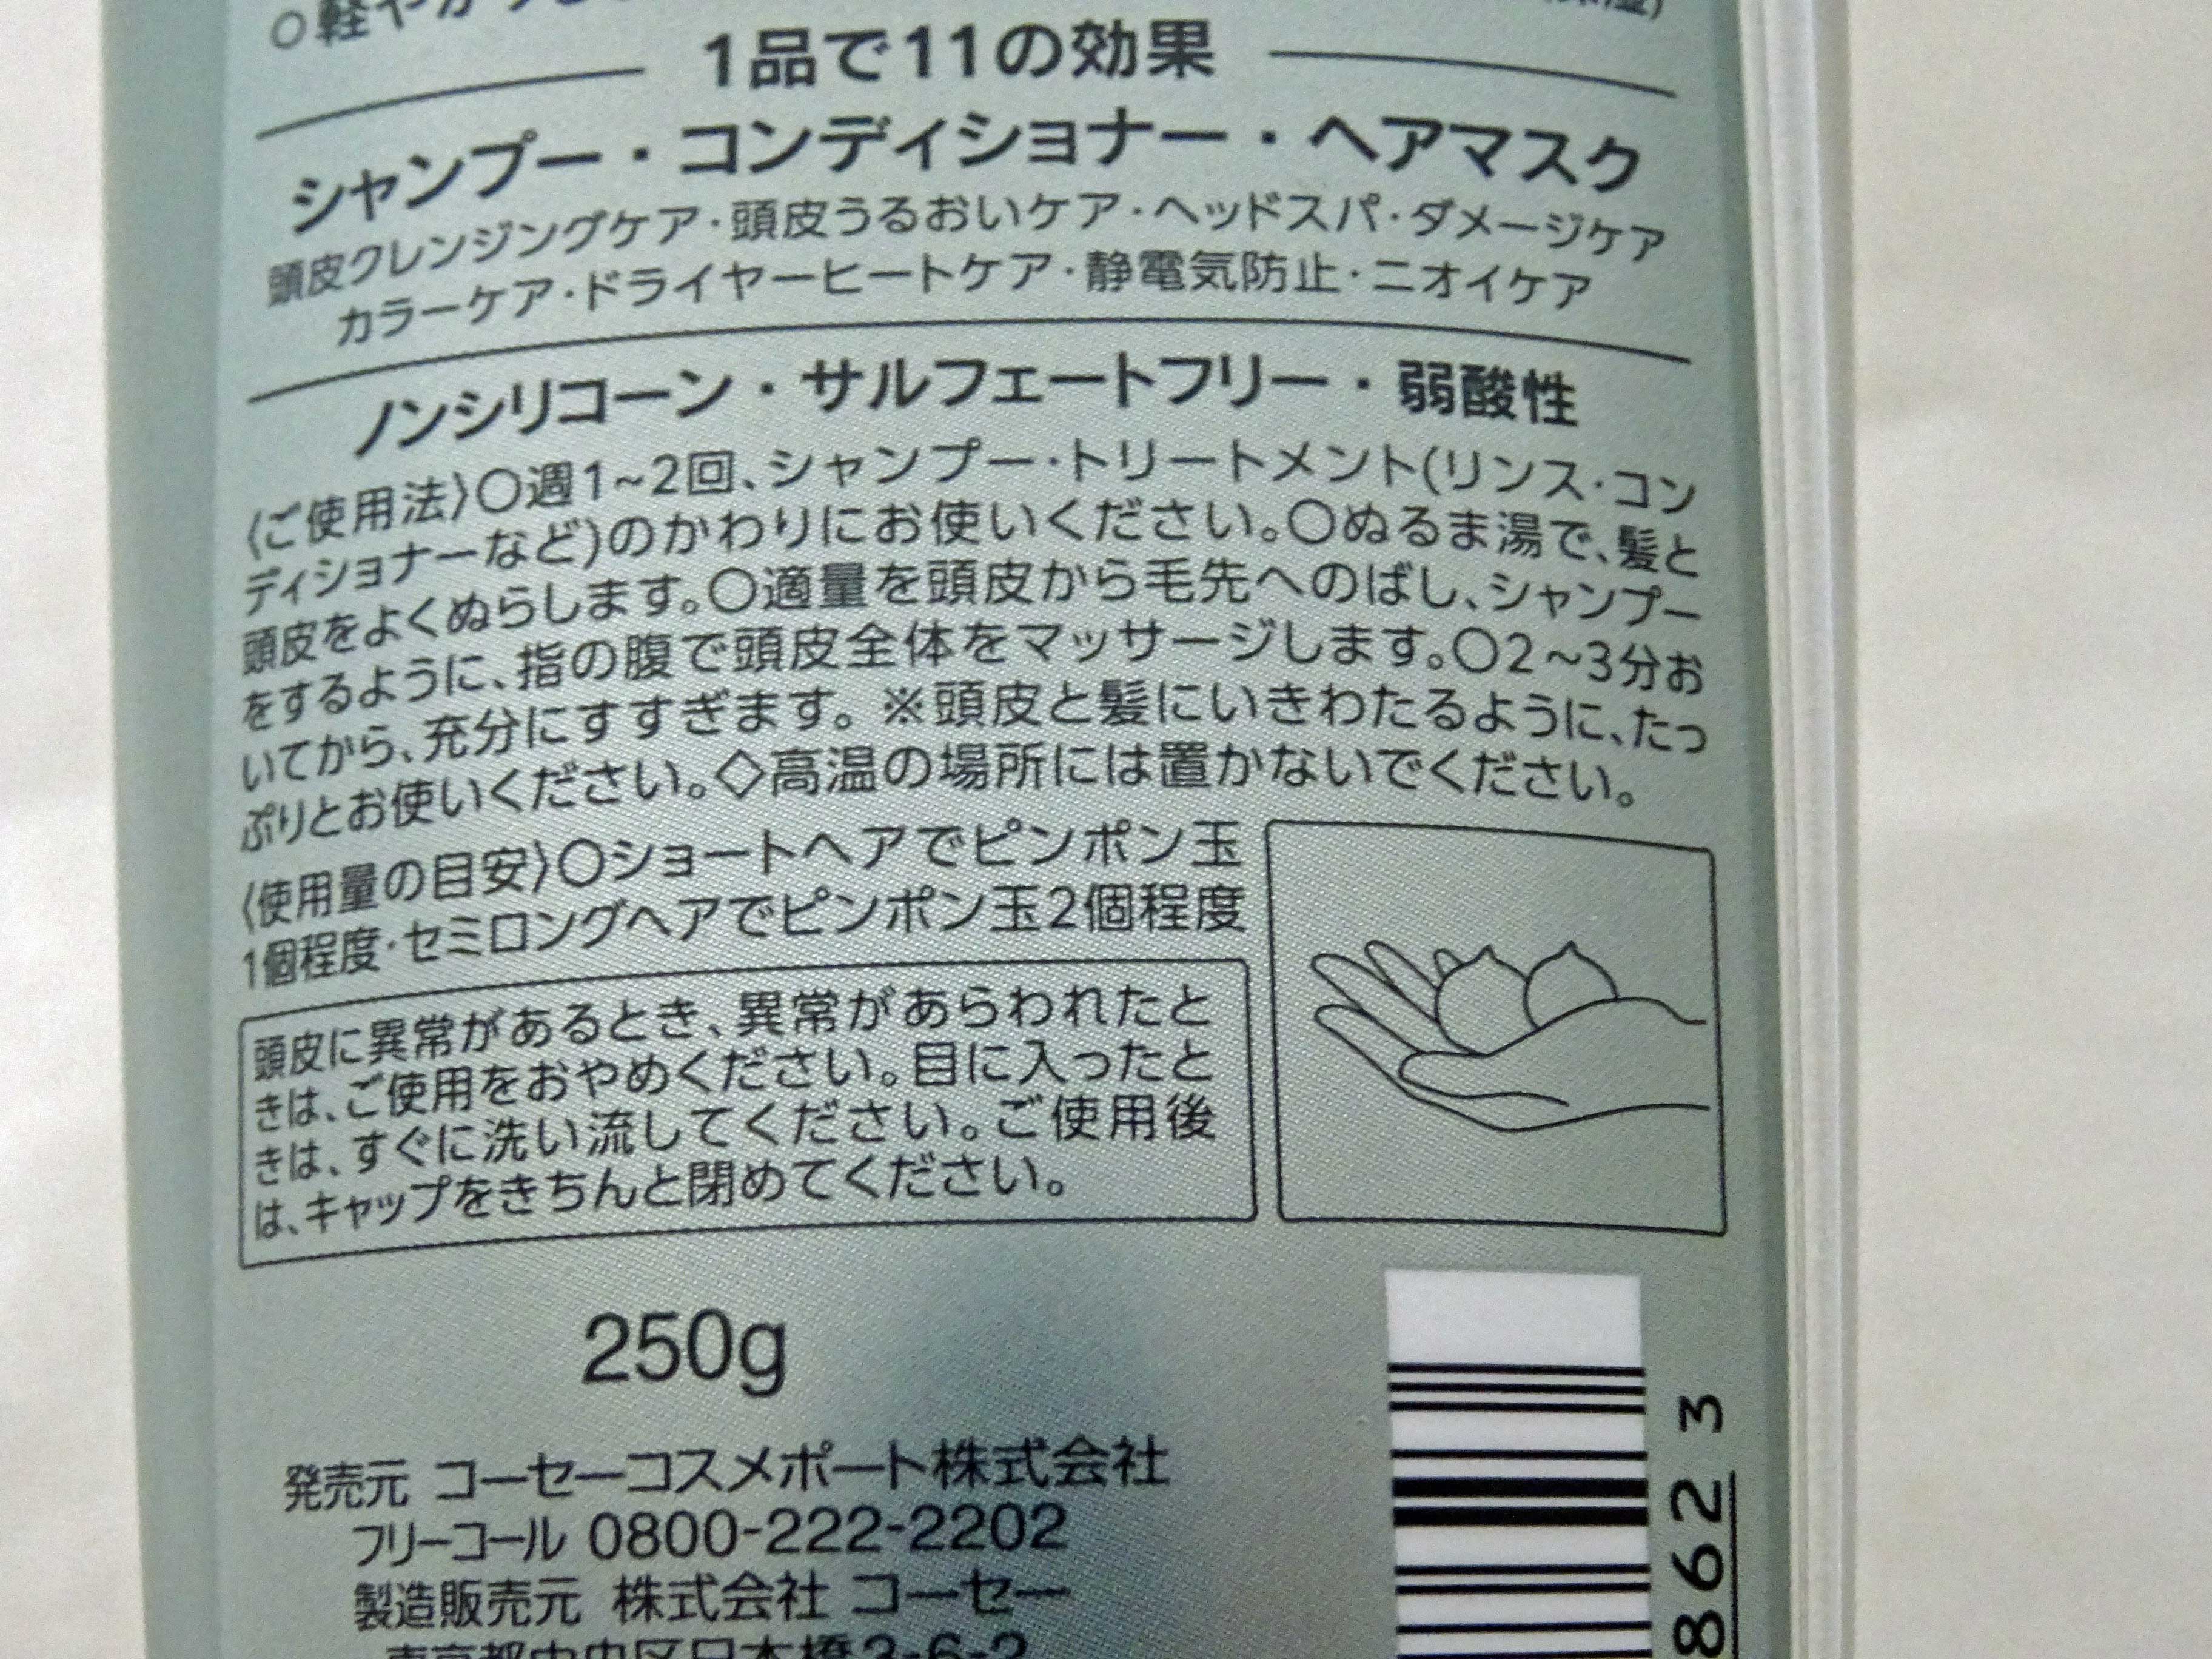 ○軽やか
1品で11の効果
シャンプー・コンディショナー・ヘアマスク
頭皮クレンジングケア・頭皮うるおいケア・ヘッドスパ・ダメージケア
カラーケア・ドライヤーヒートケア・静電気防止・ニオイケア
ノンシリコーン・サルフェートフリー・弱酸性
〈ご使用法〉○週1~2回、シャンプー・トリートメント(リンス・コン
ディショナーなど)のかわりにお使いください。○ぬるま湯で、髪と
頭皮をよくぬらします。○適量を頭皮から毛先へのばし、シャンプー
をするように、指の腹で頭皮全体をマッサージします。○2~3分お
いてから、充分にすすぎます。※頭皮と髪にいきわたるように、たっ
ぷりとお使いください。◇高温の場所には置かないでください。
〈使用量の目安〉○ショートヘアでピンポン玉
1個程度・セミロングヘアでピンポン玉2個程度
頭皮に異常があるとき、異常があらわれたと
きは、ご使用をおやめください。目に入ったと
きは、すぐに洗い流してください。ご使用後
は、キャップをきちんと閉めてください。
250g
発売元 コーセーコスメポート株式会社
フリーコール 0800-222-2202
製造販売元 株式会社 コーセー
東京都中央区日本橋3-6-2
8623